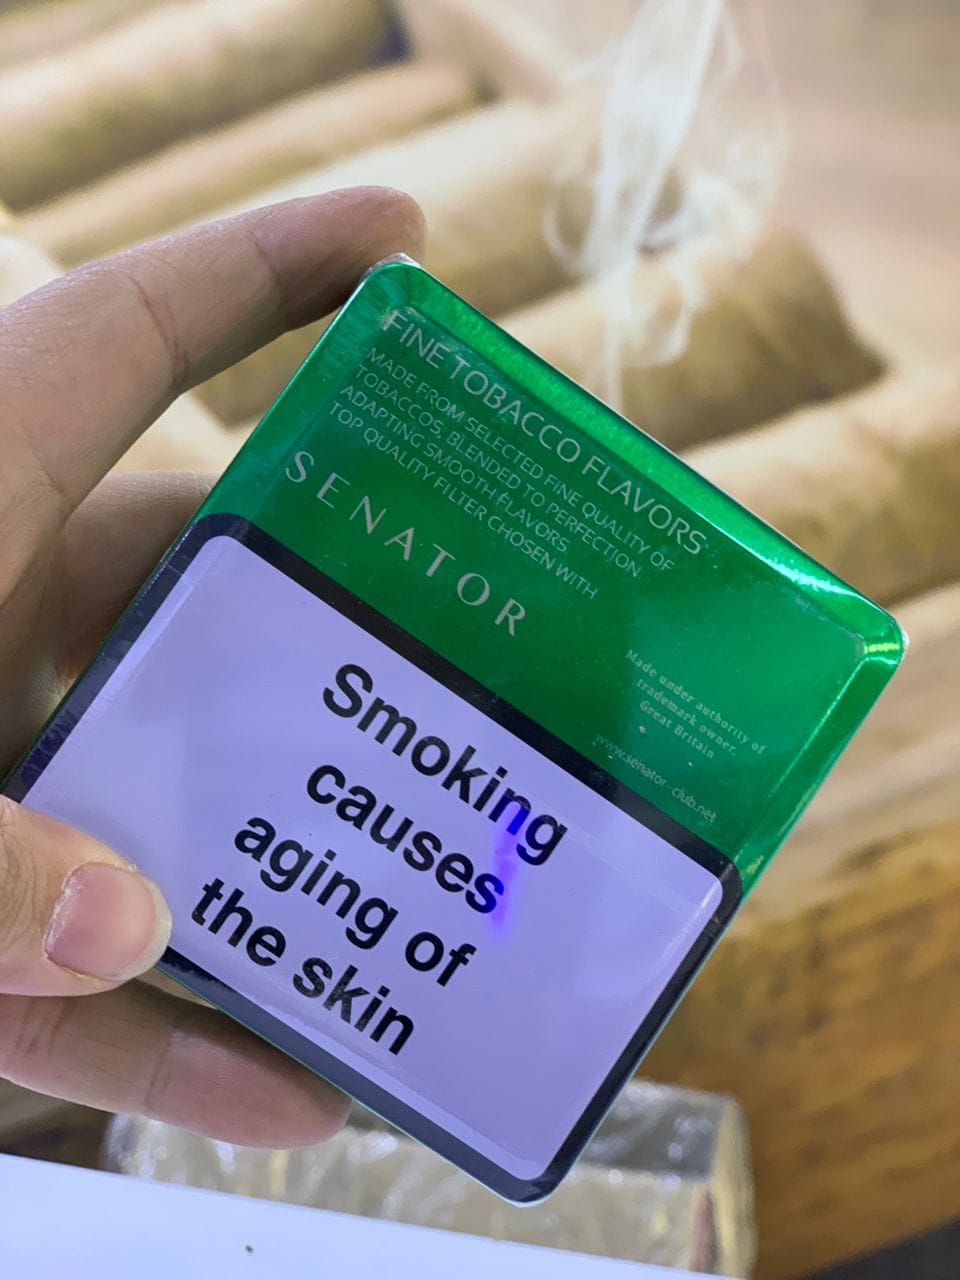 FINE TOBACCO FLAVORS
MADE FROM SELECTED FINE QUALITY OF
TOBACCOS, BLENDED TO PERFECTION
ADAPTING SMOOTH FLAVORS.
TOP QUALITY FILTER CHOSEN WITH
SENATOR
Made under authority of
trademark owner,
Great Britain
www.senator-club.net
Smoking
causes
aging of
the skin